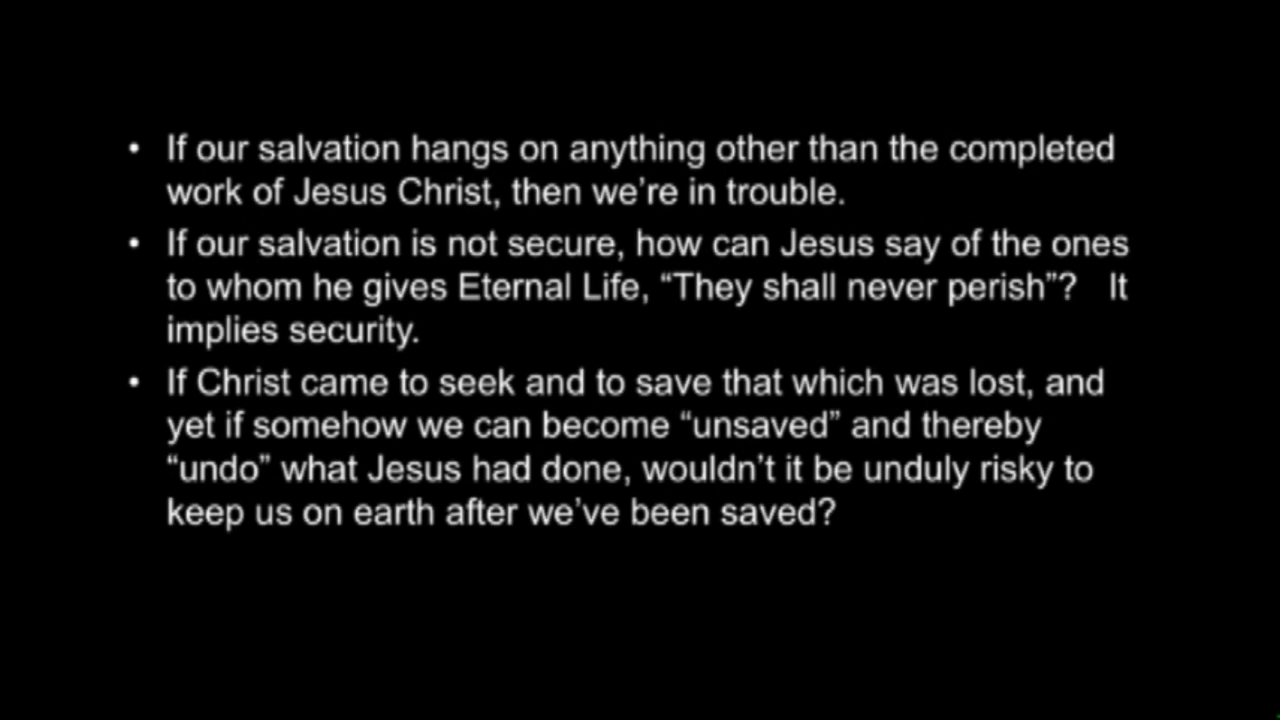 • If our salvation hangs on anything other than the completed
work of Jesus Christ, then we’re in trouble.
• If our salvation is not secure, how can Jesus say of the ones
to whom he gives Eternal Life, “They shall never perish”?   It
implies security.
• If Christ came to seek and to save that which was lost, and
yet if somehow we can become “unsaved” and thereby
“undo” what Jesus had done, wouldn’t it be unduly risky to
keep us on earth after we’ve been saved?